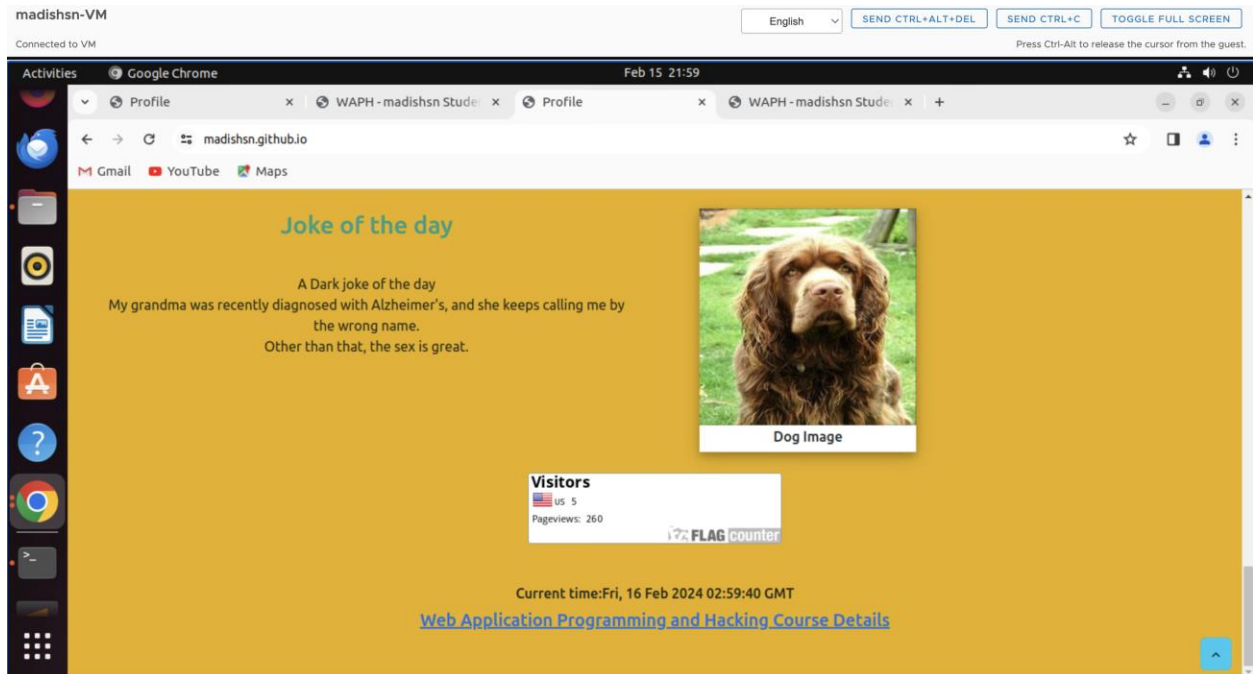 madishsn-VM
English
SEND CTRL+ALT+DEL
SEND CTRL+C
TOGGLE FULL SCREEN
Connected to VM
Press Ctrl-Alt to release the cursor from the guest.
Activities
Google Chrome
Feb 15 21:59
Profile
WAPH - madishsn Stude
Profile
WAPH - madishsn Stude
madishsn.github.io
Gmail
YouTube
Maps
Joke of the day
A Dark joke of the day
My grandma was recently diagnosed with Alzheimer's, and she keeps calling me by
the wrong name.
Other than that, the sex is great.
Dog Image
Visitors
US 5
Pageviews: 260
FLAG counter
Current time:Fri, 16 Feb 2024 02:59:40 GMT
Web Application Programming and Hacking Course Details